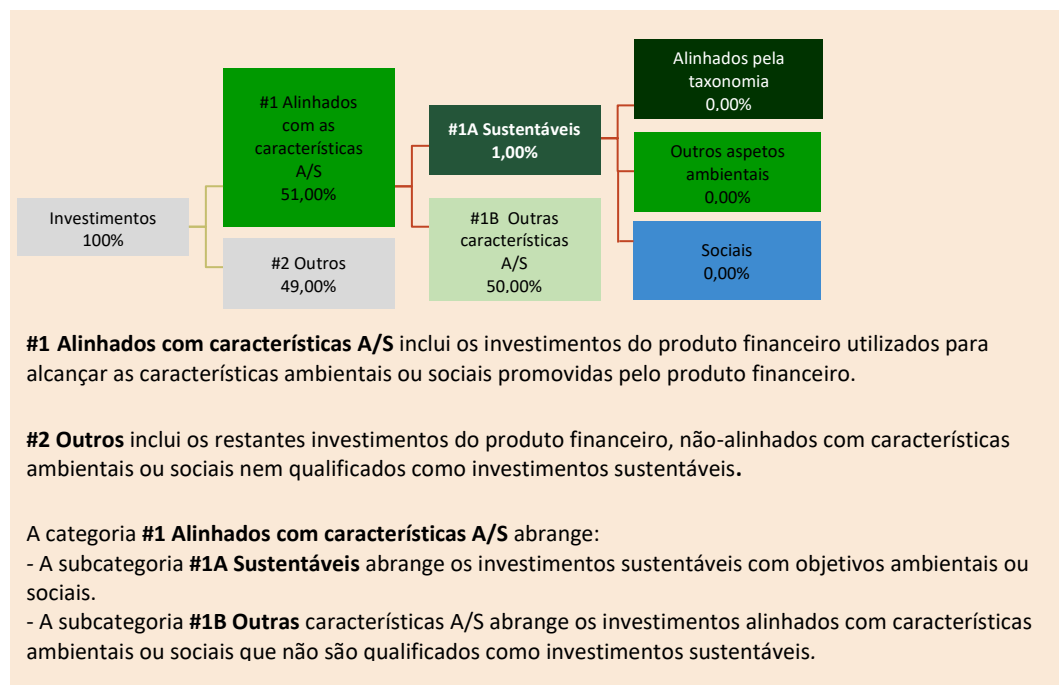 Investimentos
100%
#1 Alinhados
com as
características
A/S
51,00%
#2 Outros
49,00%
#1A Sustentáveis
1,00%
#1B Outras
características
A/S
50,00%
Alinhados pela
taxonomia
0,00%
Outros aspetos
ambientais
0,00%
Sociais
0,00%
#1 Alinhados com características A/S inclui os investimentos do produto financeiro utilizados para
alcançar as características ambientais ou sociais promovidas pelo produto financeiro.
#2 Outros inclui os restantes investimentos do produto financeiro, não-alinhados com características
ambientais ou sociais nem qualificados como investimentos sustentáveis.
A categoria #1 Alinhados com características A/S abrange:
- A subcategoria #1A Sustentáveis abrange os investimentos sustentáveis com objetivos ambientais ou
sociais.
- A subcategoria #1B Outras características A/S abrange os investimentos alinhados com características
ambientais ou sociais que não são qualificados como investimentos sustentáveis.